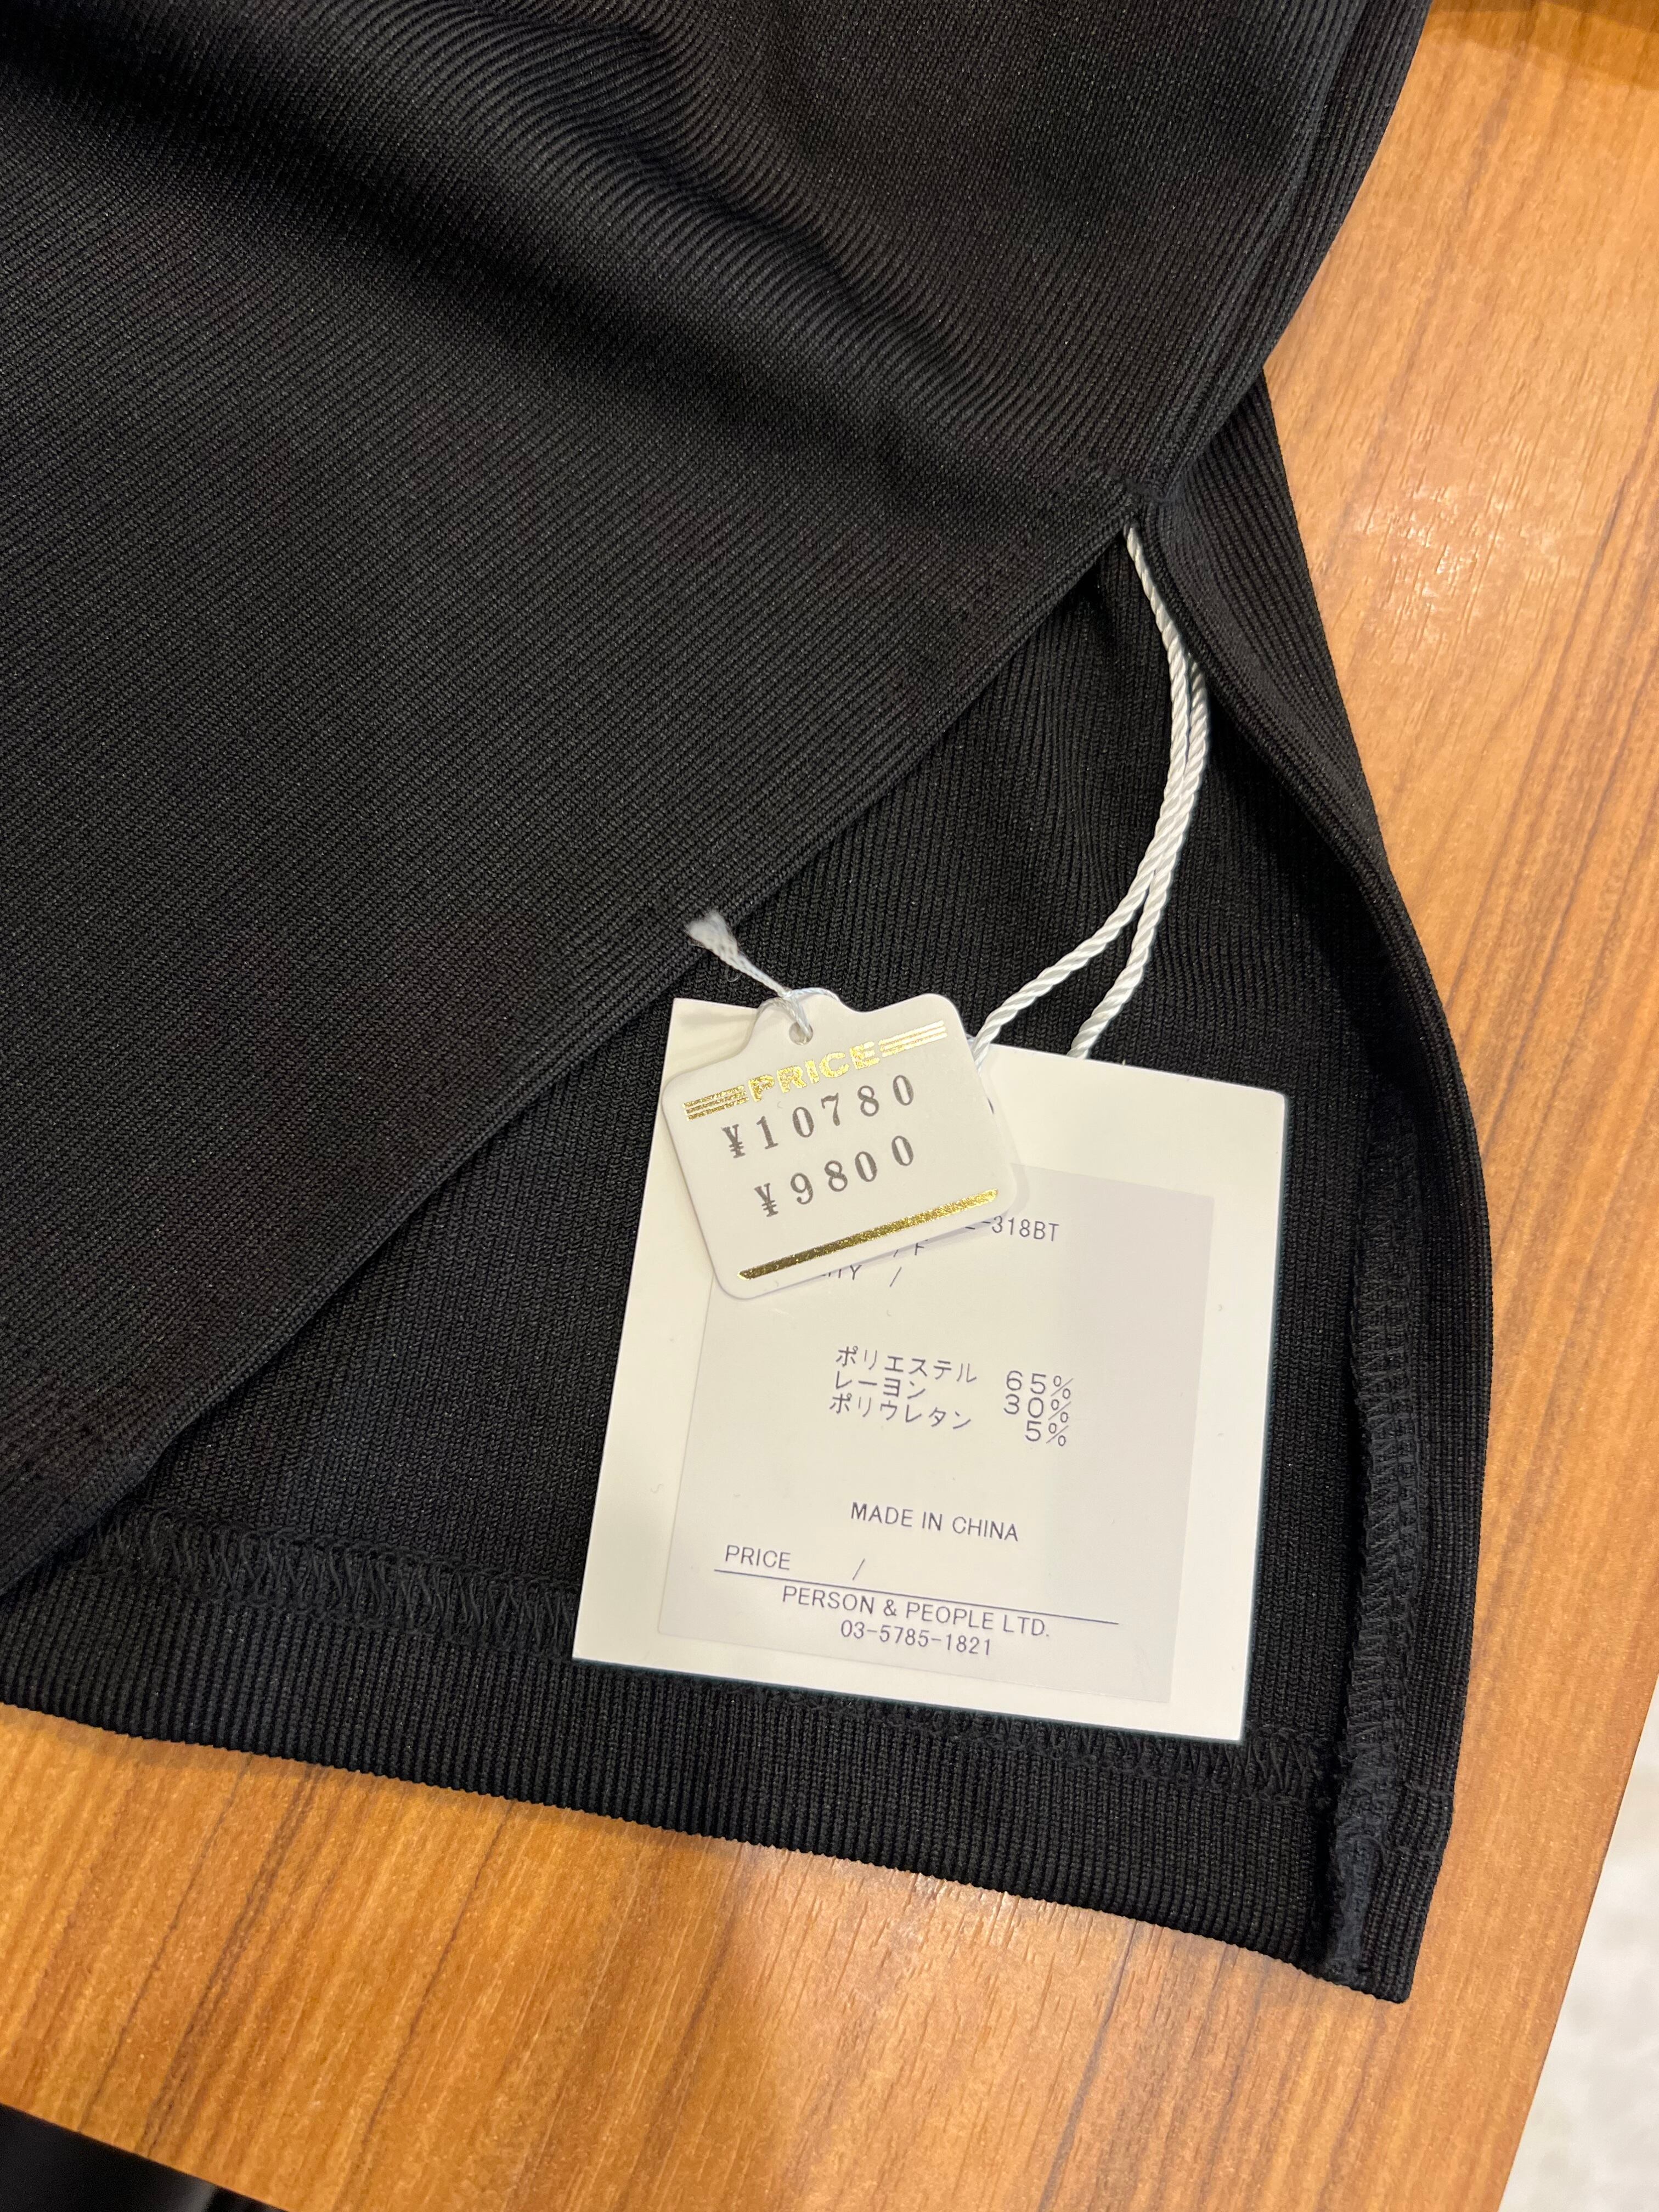 PRICE
¥10780
¥9800
-318BT
/ F
/
ポリエステル 65%
レーヨン 30%
ポリウレタン 5%
MADE IN CHINA
PRICE /
PERSON & PEOPLE LTD.
03-5785-1821